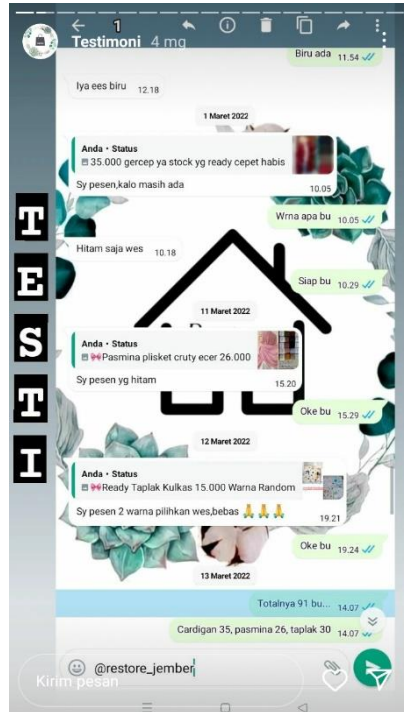 1
Testimoni 4 mg
Biru ada 11.54
Iya ees biru 12.18
1 Maret 2022
Anda • Status
35.000 gercep ya stock yg ready cepet habis
Sy pesen,kalo masih ada 10.05
Wrna apa bu 10.05
Hitam saja wes 10.18
Siap bu 10.29
11 Maret 2022
Anda • Status
Pasmina plisket cruty ecer 26.000
Sy pesen yg hitam 15.20
Oke bu 15.29
12 Maret 2022
Anda • Status
Ready Taplak Kulkas 15.000 Warna Random
Sy pesen 2 warna pilihkan wes,bebas 🙏🙏🙏 19.21
Oke bu 19.24
13 Maret 2022
Totalnya 91 bu... 14.07
Cardigan 35, pasmina 26, taplak 30 14.07
@restore_jember
Kirim pesan
T
E
S
T
I